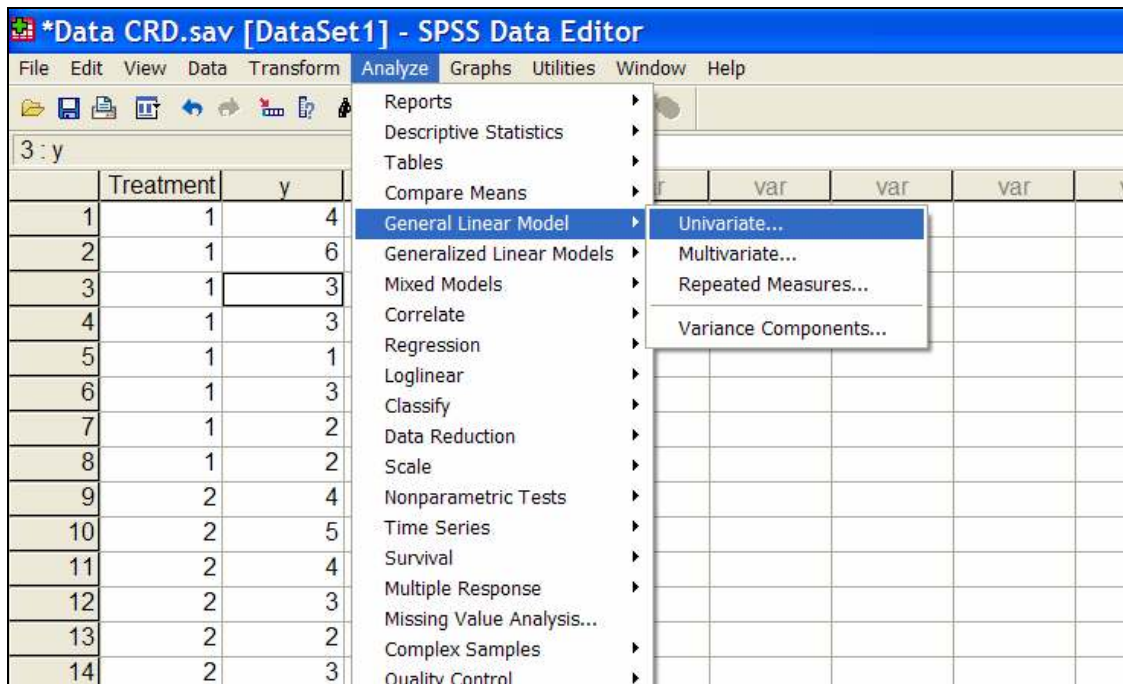 *Data CRD.sav [DataSet1] - SPSS Data Editor
File Edit View Data Transform Analyze Graphs Utilities Window Help
3 : y
Treatment y var var var
1 1 4
2 1 6
3 1 3
4 1 3
5 1 1
6 1 3
7 1 2
8 1 2
9 2 4
10 2 5
11 2 4
12 2 3
13 2 2
14 2 3
Reports
Descriptive Statistics
Tables
Compare Means
General Linear Model
Generalized Linear Models
Mixed Models
Correlate
Regression
Loglinear
Classify
Data Reduction
Scale
Nonparametric Tests
Time Series
Survival
Multiple Response
Missing Value Analysis...
Complex Samples
Quality Control
Univariate...
Multivariate...
Repeated Measures...
Variance Components...